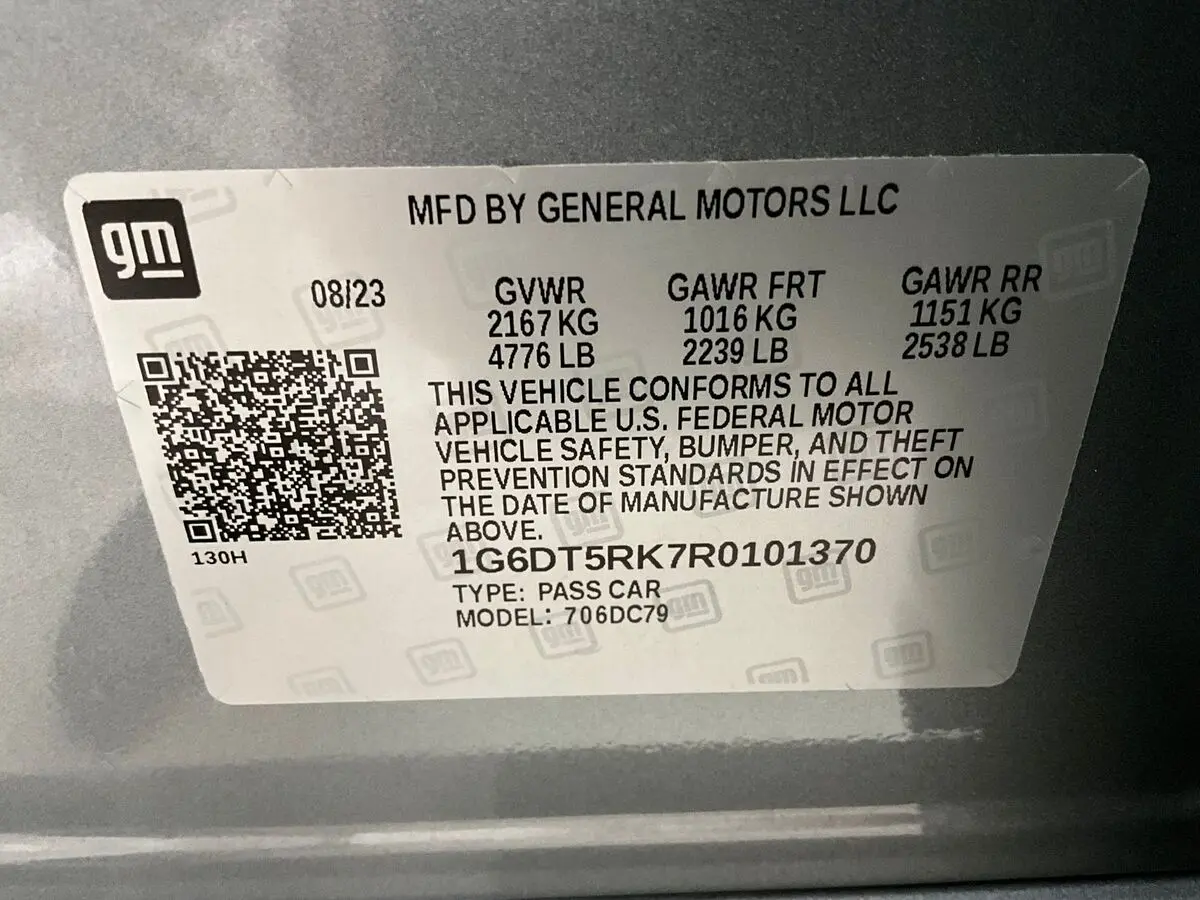 gm
MFD BY GENERAL MOTORS LLC
08/23
GVWR GAWR FRT GAWR RR
2167 KG 1016 KG 1151 KG
4776 LB 2239 LB 2538 LB
THIS VEHICLE CONFORMS TO ALL
APPLICABLE U.S. FEDERAL MOTOR
VEHICLE SAFETY, BUMPER, AND THEFT
PREVENTION STANDARDS IN EFFECT ON
THE DATE OF MANUFACTURE SHOWN
ABOVE.
130H
1G6DT5RK7R0101370
TYPE: PASS CAR
MODEL: 706DC79